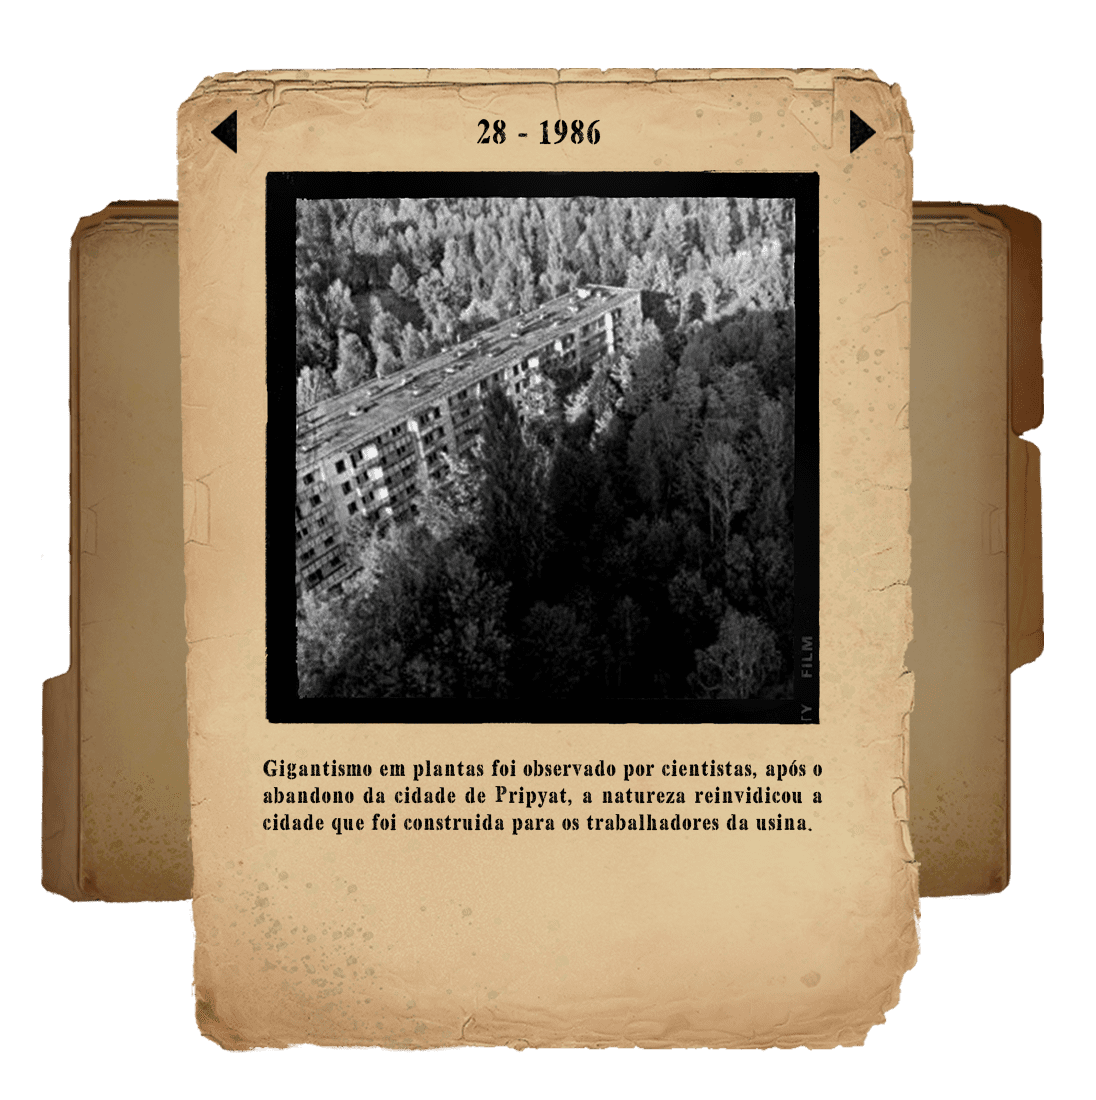 28 - 1986
FILM
TY
Gigantismo em plantas foi observado por cientistas, após o
abandono da cidade de Pripyat, a natureza reinvidicou a
cidade que foi construida para os trabalhadores da usina.